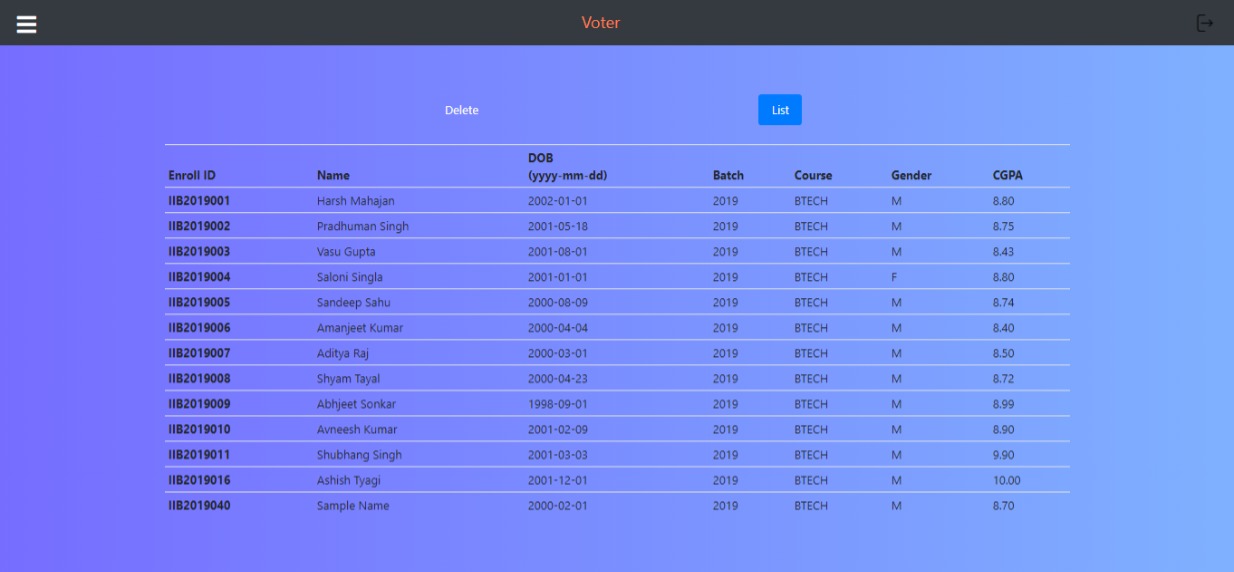 Voter
Delete List
DOB
Enroll ID Name (yyyy-mm-dd) Batch Course Gender CGPA
IIB2019001 Harsh Mahajan 2002-01-01 2019 BTECH M 8.80
IIB2019002 Pradhuman Singh 2001-05-18 2019 BTECH M 8.75
IIB2019003 Vasu Gupta 2001-08-01 2019 BTECH M 8.43
IIB2019004 Saloni Singla 2001-01-01 2019 BTECH F 8.80
IIB2019005 Sandeep Sahu 2000-08-09 2019 BTECH M 8.74
IIB2019006 Amanjeet Kumar 2000-04-04 2019 BTECH M 8.40
IIB2019007 Aditya Raj 2000-03-01 2019 BTECH M 8.50
IIB2019008 Shyam Tayal 2000-04-23 2019 BTECH M 8.72
IIB2019009 Abhjeet Sonkar 1998-09-01 2019 BTECH M 8.99
IIB2019010 Avneesh Kumar 2001-02-09 2019 BTECH M 8.90
IIB2019011 Shubhang Singh 2001-03-03 2019 BTECH M 9.90
IIB2019016 Ashish Tyagi 2001-12-01 2019 BTECH M 10.00
IIB2019040 Sample Name 2000-02-01 2019 BTECH M 8.70